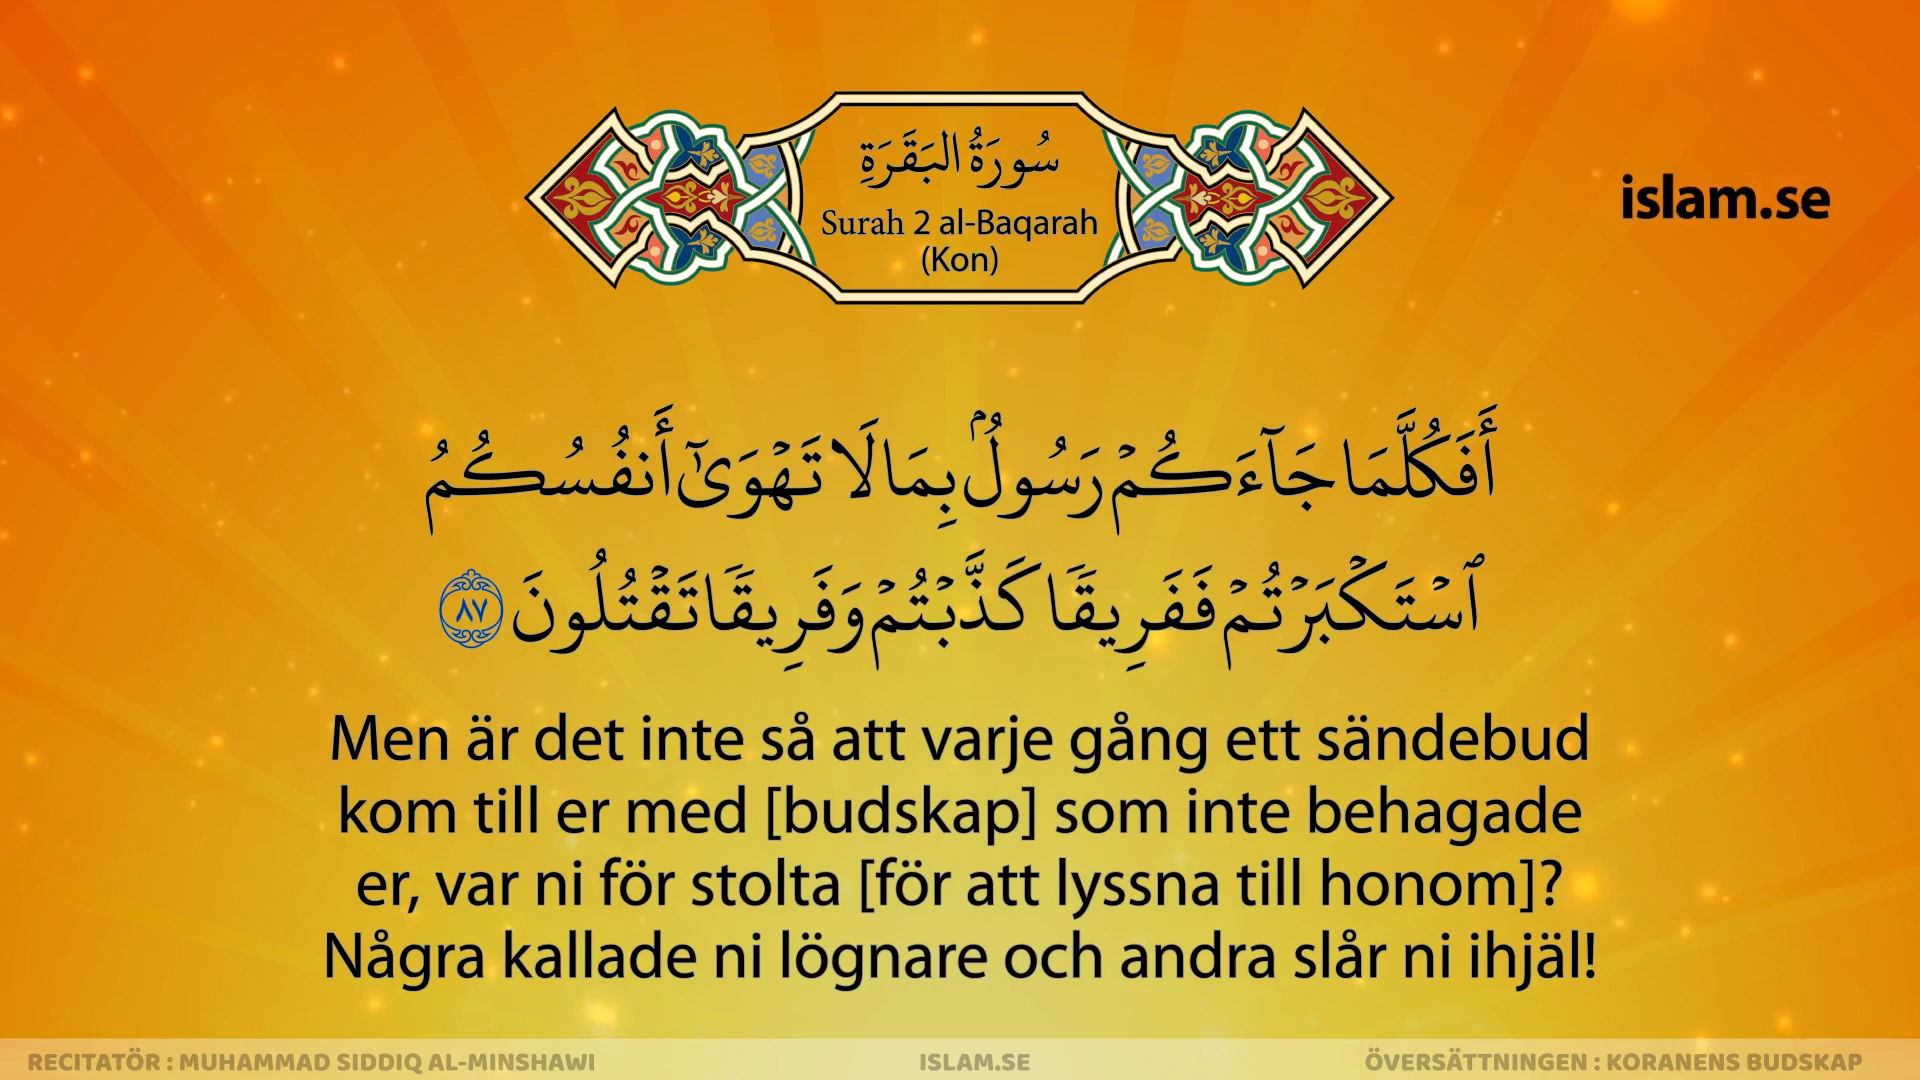 سُورَةُ البَقَرَةِ
Surah 2 al-Baqarah
(Kon)
islam.se
أَفَكُلَّمَا جَآءَكُمْ رَسُولُۢ بِمَا لَا تَهْوَىٰٓ أَنفُسُكُمُ
ٱسْتَكْبَرْتُمْ فَفَرِيقًا كَذَّبْتُمْ وَفَرِيقًا تَقْتُلُونَ ٨٧
Men är det inte så att varje gång ett sändebud
kom till er med [budskap] som inte behagade
er, var ni för stolta [för att lyssna till honom]?
Några kallade ni lögnare och andra slår ni ihjäl!
RECITATÖR : MUHAMMAD SIDDIQ AL-MINSHAWI
ISLAM.SE
ÖVERSÄTTNINGEN : KORANENS BUDSKAP